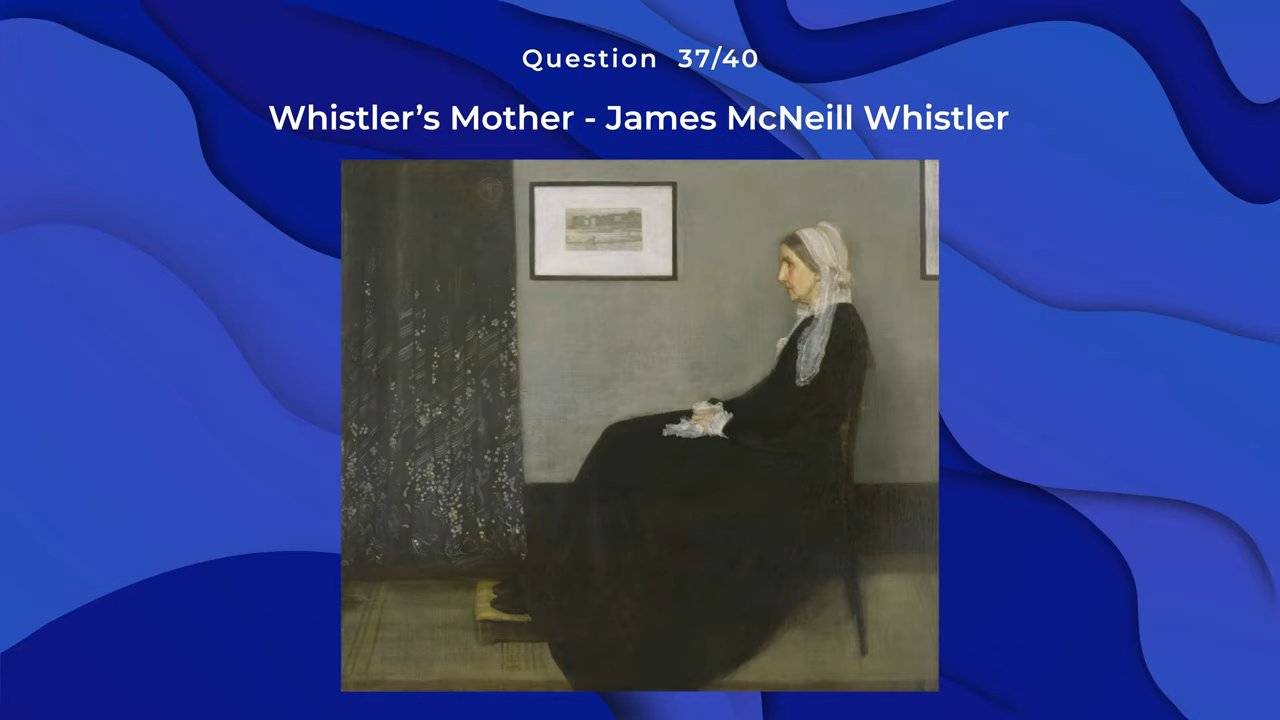 Question 37/40
Whistler’s Mother - James McNeill Whistler